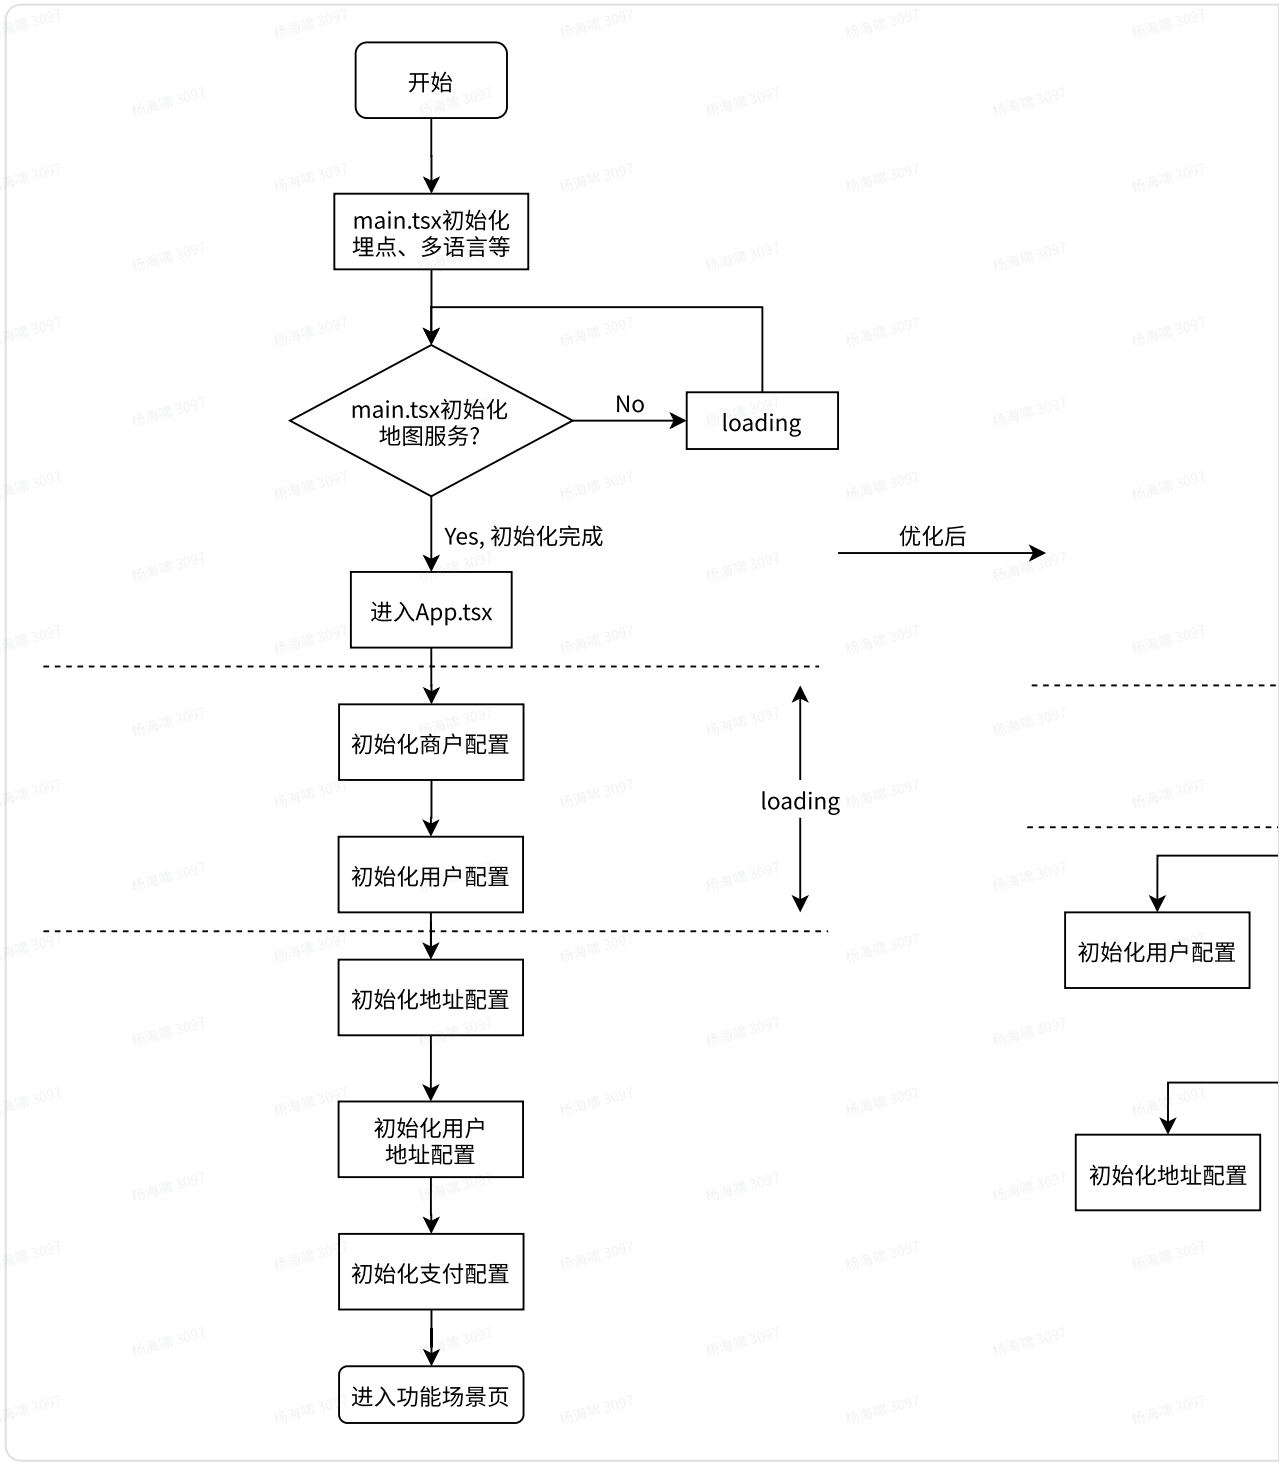 开始
main.tsx初始化
埋点、多语言等
main.tsx初始化
地图服务?
No
loading
Yes, 初始化完成
优化后
进入App.tsx
初始化商户配置
loading
初始化用户配置
初始化用户配置
初始化地址配置
初始化用户
地址配置
初始化地址配置
初始化支付配置
进入功能场景页
杨海啸 3097